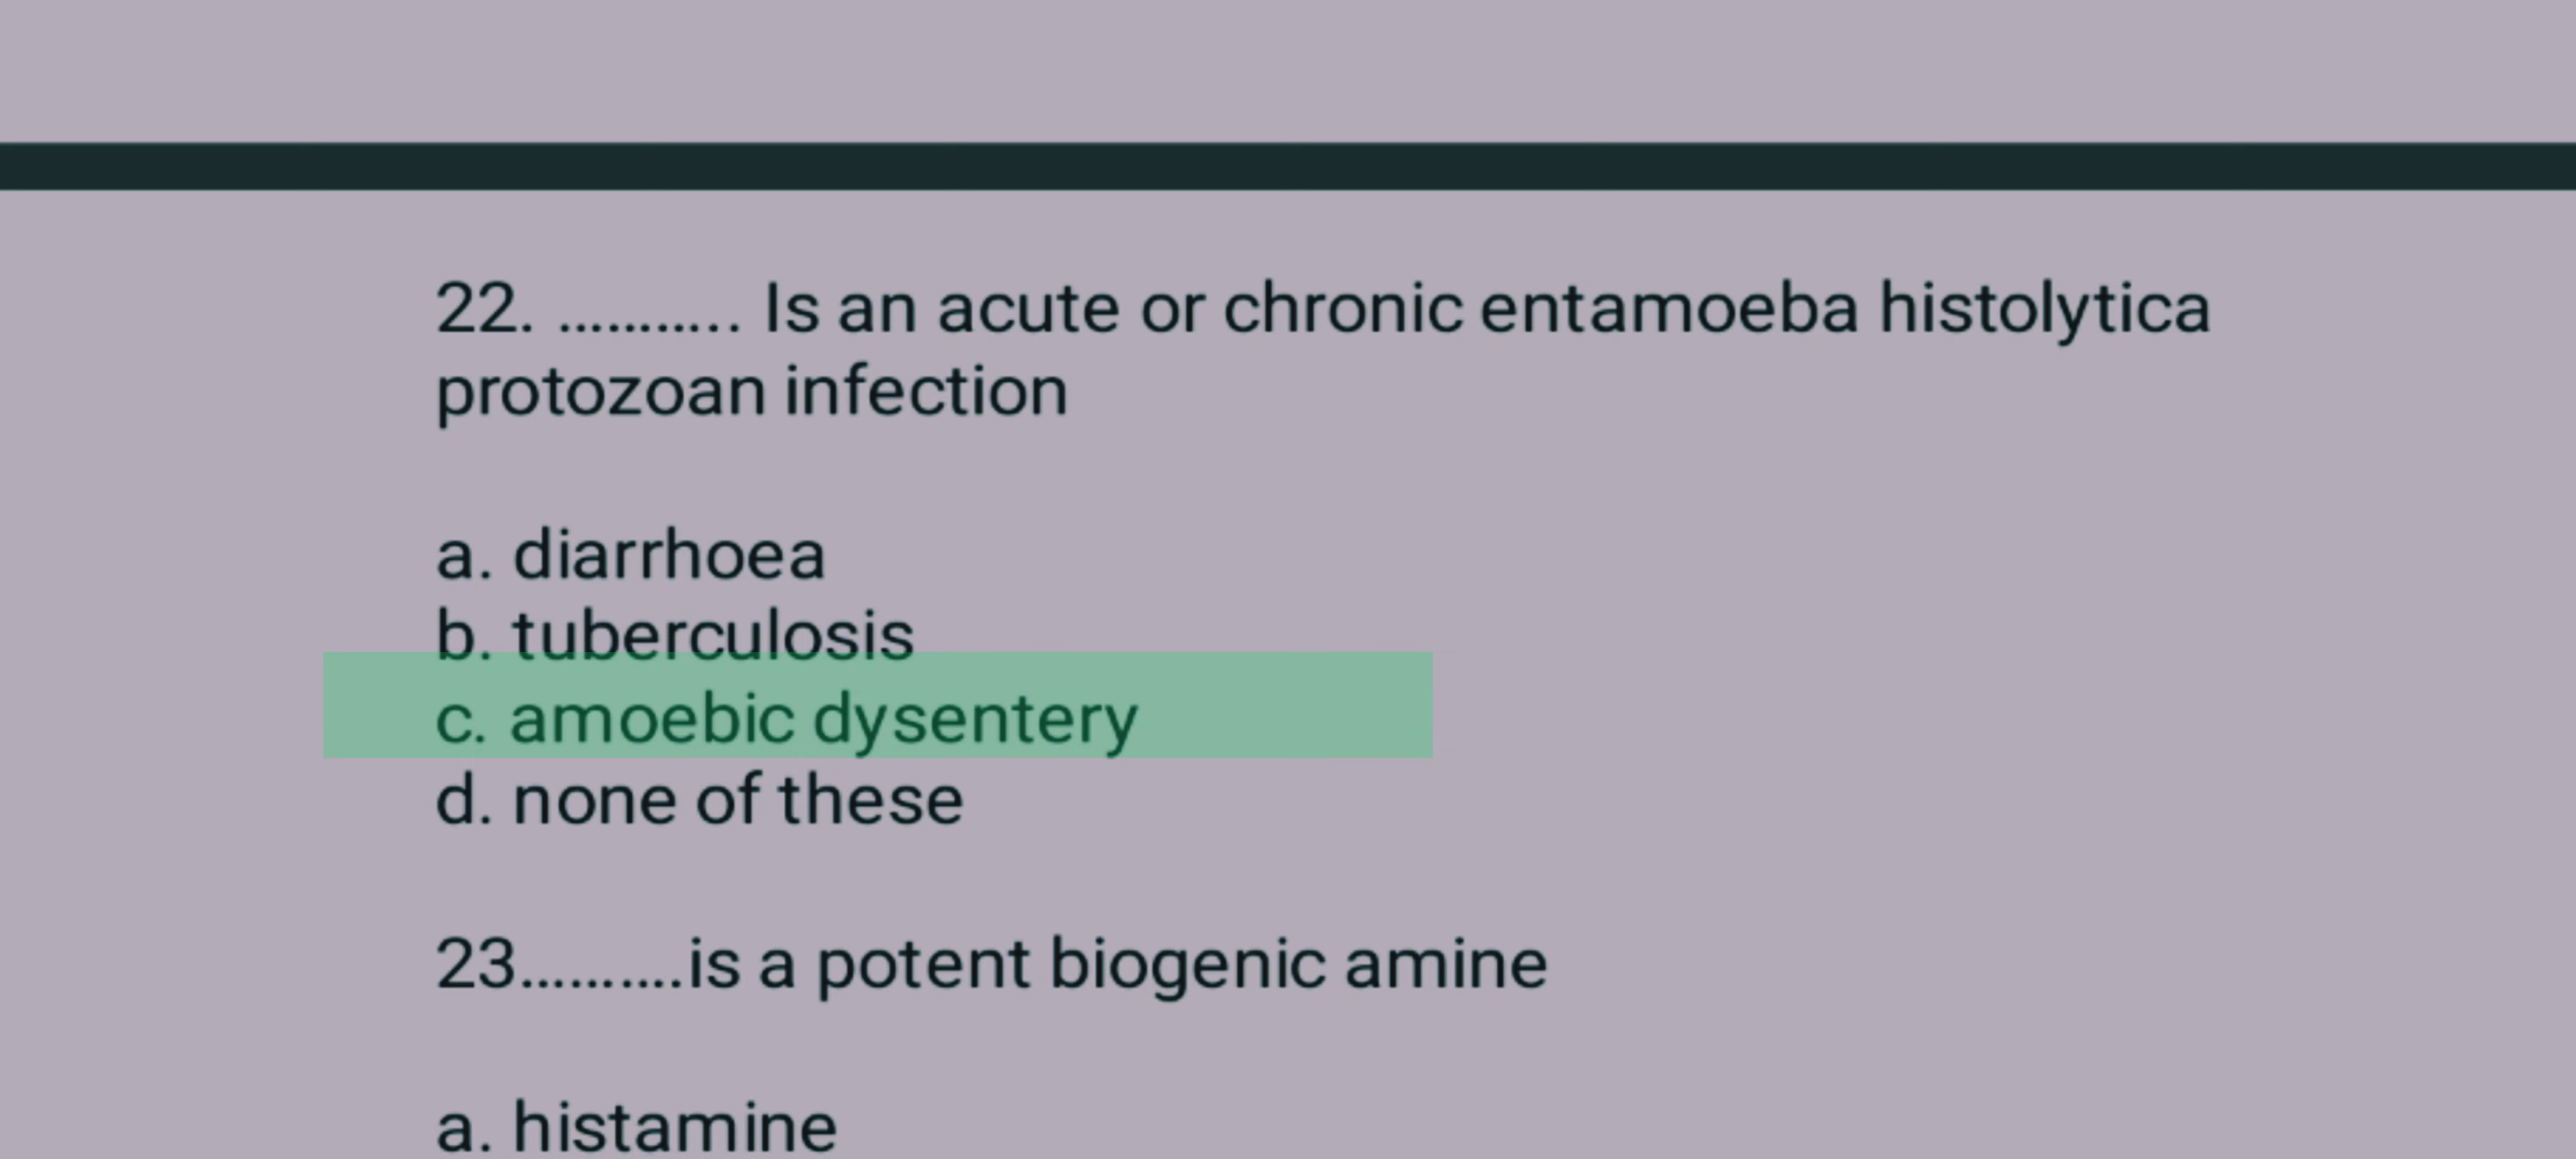 22. ……….. Is an acute or chronic entamoeba histolytica
protozoan infection
a. diarrhoea
b. tuberculosis
c. amoebic dysentery
d. none of these
23……….is a potent biogenic amine
a. histamine